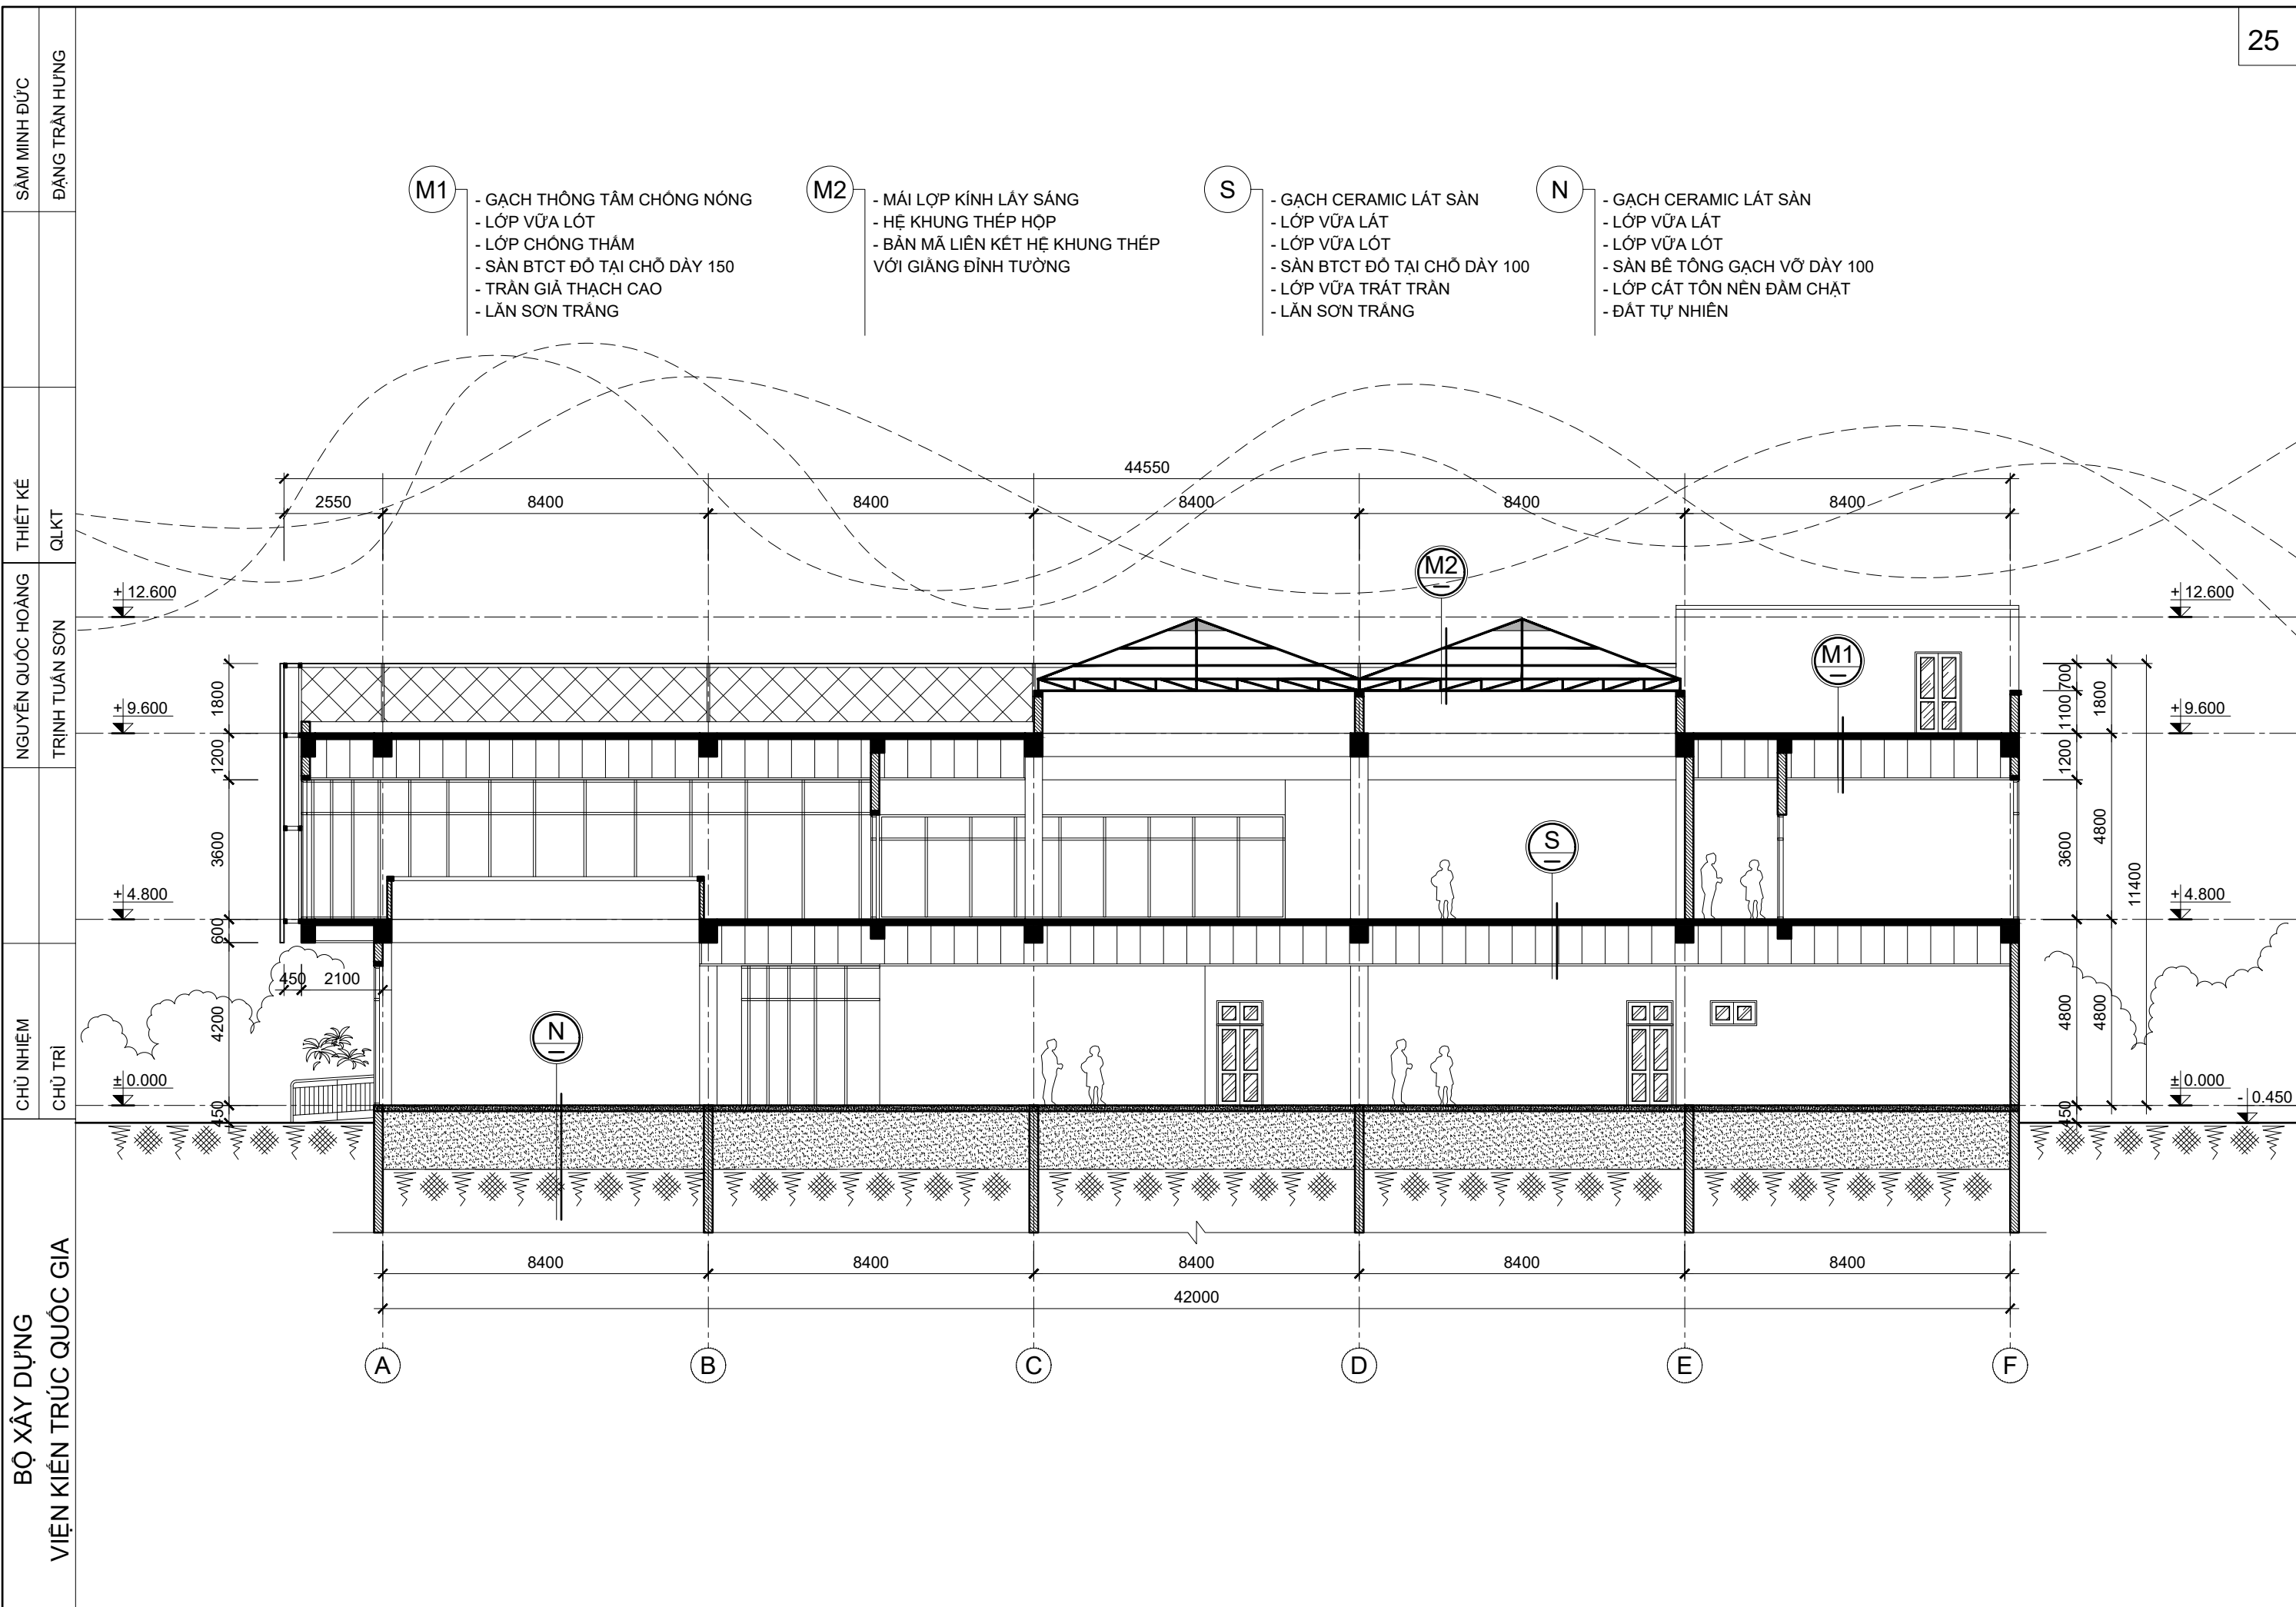 25
SẦM MINH ĐỨC
ĐẶNG TRẦN HƯNG
THIẾT KẾ
QLKT
NGUYỄN QUỐC HOÀNG
TRỊNH TUẤN SƠN
CHỦ NHIỆM
CHỦ TRÌ
BỘ XÂY DỰNG
VIỆN KIẾN TRÚC QUỐC GIA
M1
- GẠCH THÔNG TÂM CHỐNG NÓNG
- LỚP VỮA LÓT
- LỚP CHỐNG THẤM
- SÀN BTCT ĐỔ TẠI CHỖ DÀY 150
- TRẦN GIẢ THẠCH CAO
- LĂN SƠN TRẮNG
M2
- MÁI LỢP KÍNH LẤY SÁNG
- HỆ KHUNG THÉP HỘP
- BẢN MÃ LIÊN KẾT HỆ KHUNG THÉP
VỚI GIẰNG ĐỈNH TƯỜNG
S
- GẠCH CERAMIC LÁT SÀN
- LỚP VỮA LÁT
- LỚP VỮA LÓT
- SÀN BTCT ĐỔ TẠI CHỖ DÀY 100
- LỚP VỮA TRÁT TRẦN
- LĂN SƠN TRẮNG
N
- GẠCH CERAMIC LÁT SÀN
- LỚP VỮA LÁT
- LỚP VỮA LÓT
- SÀN BÊ TÔNG GẠCH VỠ DÀY 100
- LỚP CÁT TÔN NỀN ĐẦM CHẶT
- ĐẤT TỰ NHIÊN
44550
2550 8400 8400 8400 8400 8400
M2
+ 12.600
+ 12.600
M1
1800
700
1100
1800
+ 9.600
+ 9.600
1200
1200
3600
S
3600
4800
11400
+ 4.800
+ 4.800
600
450 2100
4200
N
4800
4800
± 0.000
± 0.000
- 0.450
450
450
8400 8400 8400 8400 8400
42000
A B C D E F